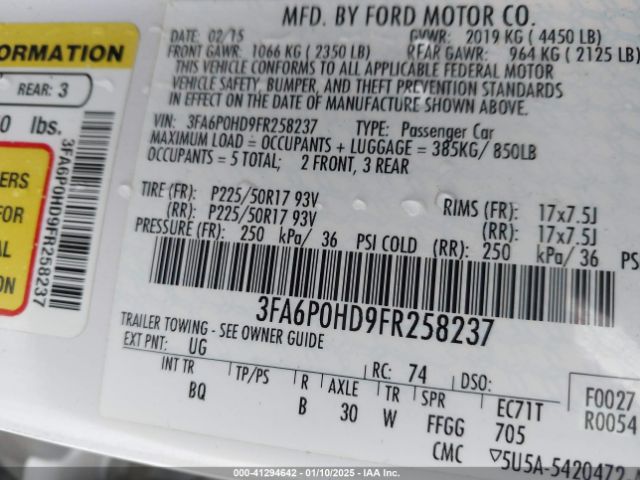 MFG. BY FORD MOTOR CO.
DATE: 02/15 GVWR: 2019 KG ( 4450 LB)
FRONT GAWR: 1066 KG ( 2350 LB) REAR GAWR: 964 KG ( 2125 LB)
THIS VEHICLE CONFORMS TO ALL APPLICABLE FEDERAL MOTOR
VEHICLE SAFETY, BUMPER, AND THEFT PREVENTION STANDARDS
IN EFFECT ON THE DATE OF MANUFACTURE SHOWN ABOVE.
VIN: 3FA6P0HD9FR258237 TYPE: Passenger Car
MAXIMUM LOAD = OCCUPANTS + LUGGAGE = 385KG/ 850LB
OCCUPANTS = 5 TOTAL; 2 FRONT, 3 REAR
TIRE (FR): P225/50R17 93V RIMS (FR): 17x7.5J
(RR): P225/50R17 93V (RR): 17x7.5J
PRESSURE (FR): 250 kPa/ 36 PSI COLD (RR): 250 kPa/ 36 PSI
3FA6P0HD9FR258237
TRAILER TOWING - SEE OWNER GUIDE
EXT PNT: UG RC: 74 DSO:
INT TR TP/PS R AXLE TR SPR EC71T F0027
BQ B 30 W FFGG 705 R0054
CMC ▽5U5A-5420472-
ORMATION
REAR: 3
0 lbs.
ERS
FOR
AL
ON
3FA6P0HD9FR258237
000-41294642 - 01/10/2025 - IAAI.COM